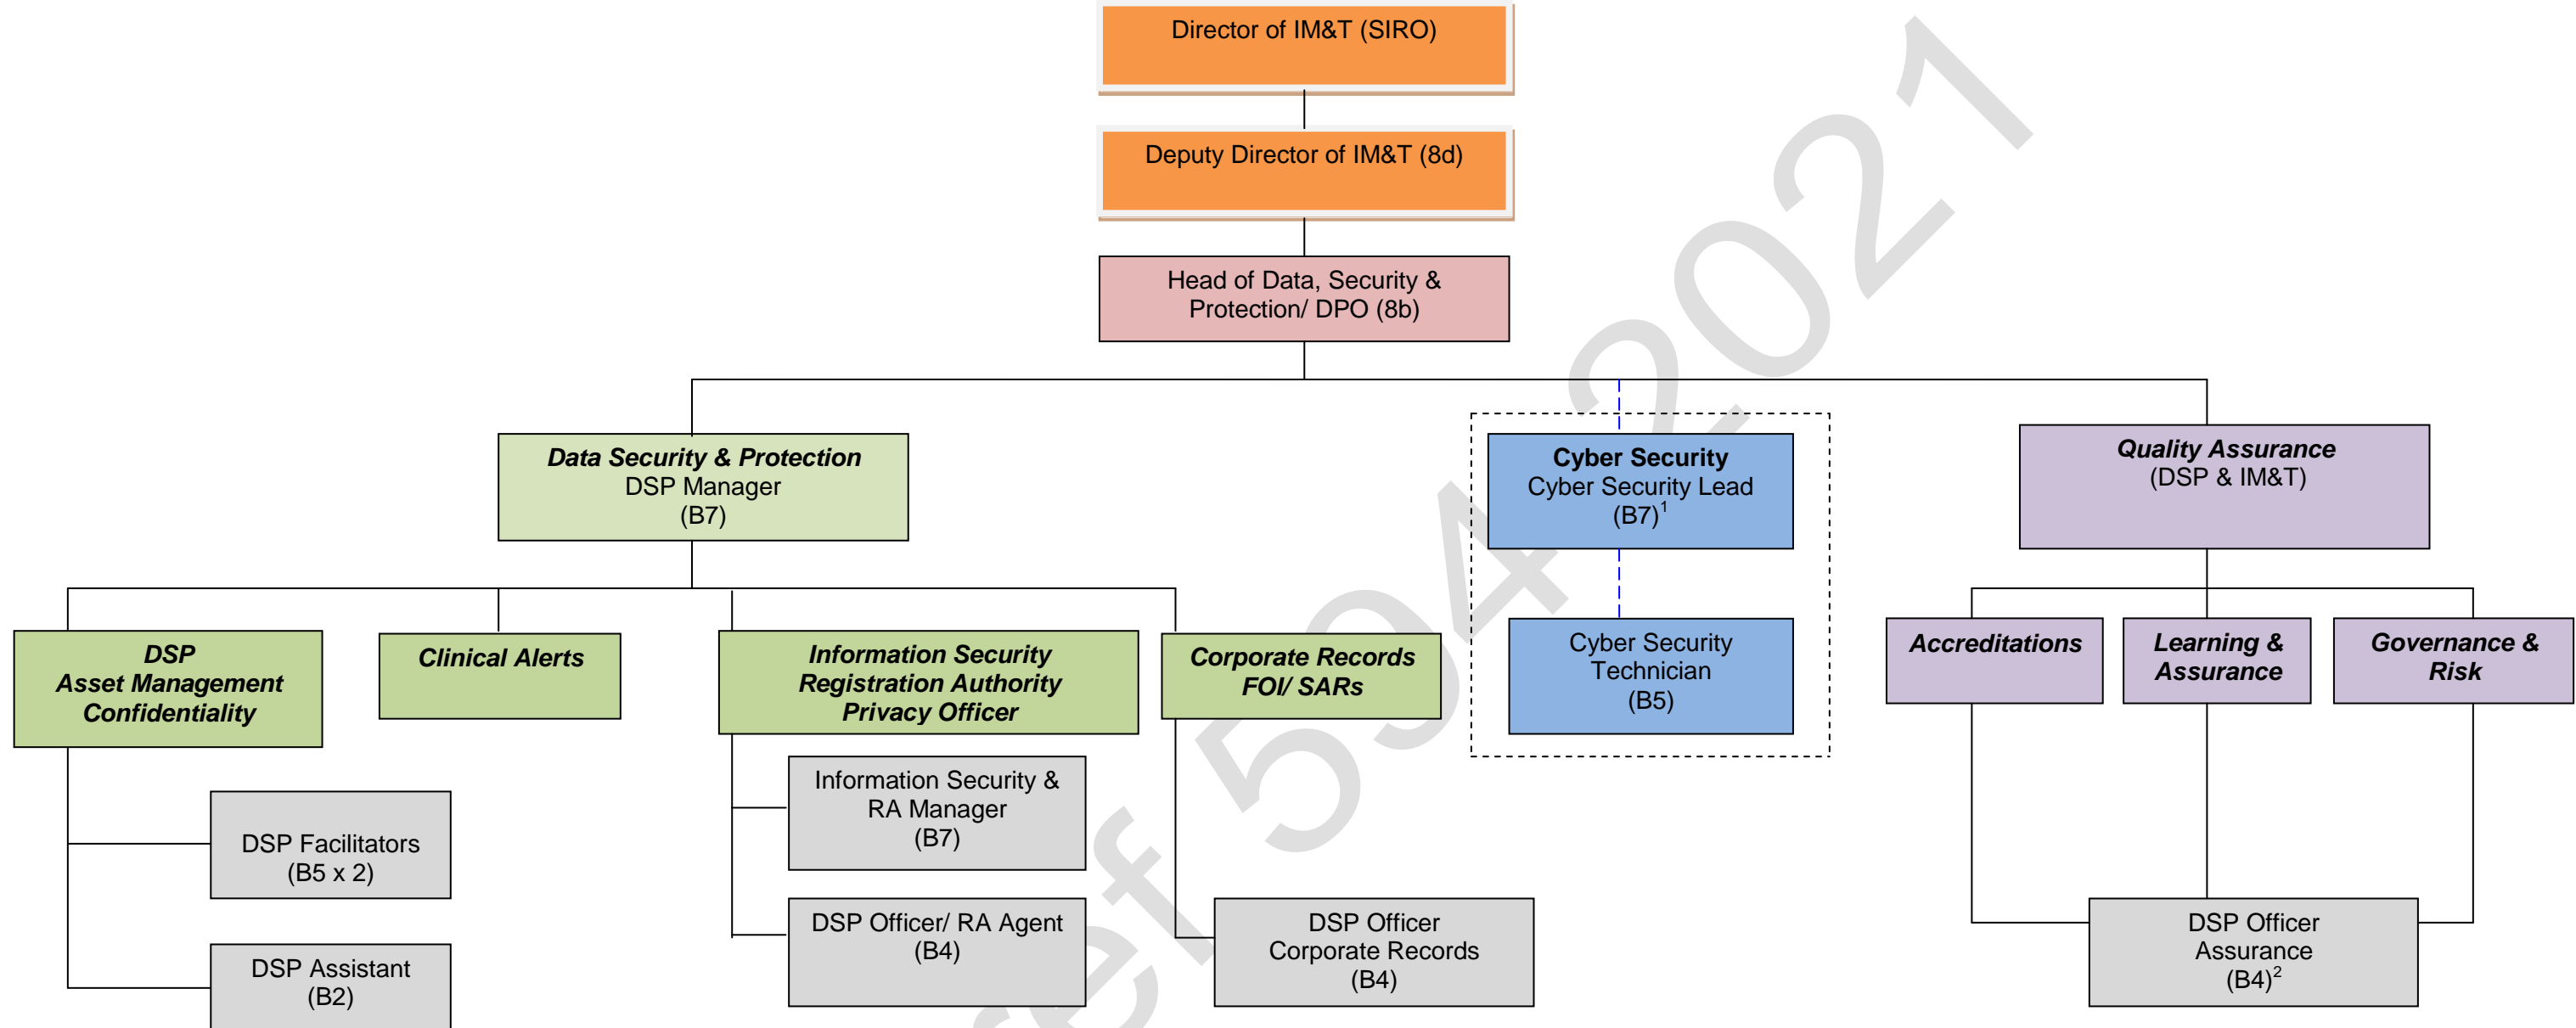 Director of IM&T (SIRO)
Deputy Director of IM&T (8d)
Head of Data, Security &
Protection/ DPO (8b)
Data Security & Protection
DSP Manager
(B7)
Cyber Security
Cyber Security Lead
(B7)1
Quality Assurance
(DSP & IM&T)
DSP
Asset Management
Confidentiality
Clinical Alerts
Information Security
Registration Authority
Privacy Officer
Corporate Records
FOI/ SARs
Cyber Security
Technician
(B5)
Accreditations
Learning &
Assurance
Governance &
Risk
DSP Facilitators
(B5 x 2)
DSP Assistant
(B2)
Information Security &
RA Manager
(B7)
DSP Officer/ RA Agent
(B4)
DSP Officer
Corporate Records
(B4)
DSP Officer
Assurance
(B4)2
ef 594 2021